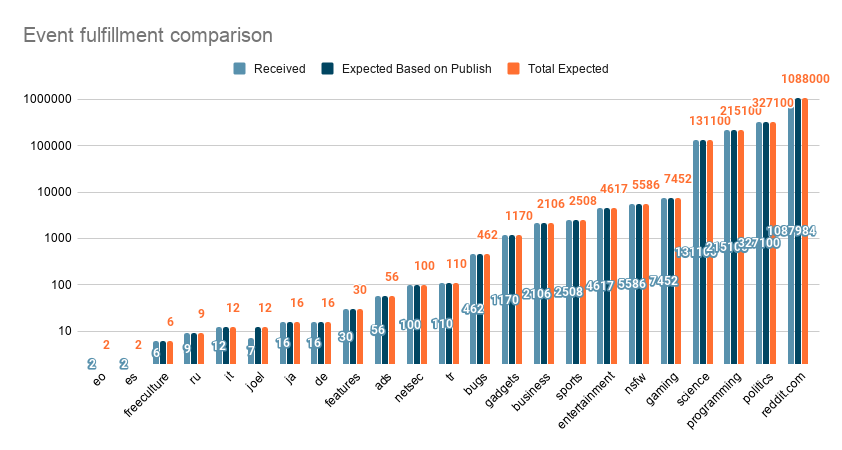 Event fulfillment comparison
Received Expected Based on Publish Total Expected
1000000
100000
10000
1000
100
10
2 2 6 9 12 12 16 16 30 56 100 110 462 1170 2106 2508 4617 5586 7452 131100 215100 327100 1088000
2 2 6 9 12 7 16 16 30 56 100 110 462 1170 2106 2508 4617 5586 7452 131100 215100 327100 1087984
eo es freeculture ru it joel ja de features ads netsec tr bugs gadgets business sports entertainment nsfw gaming science programming politics reddit.com